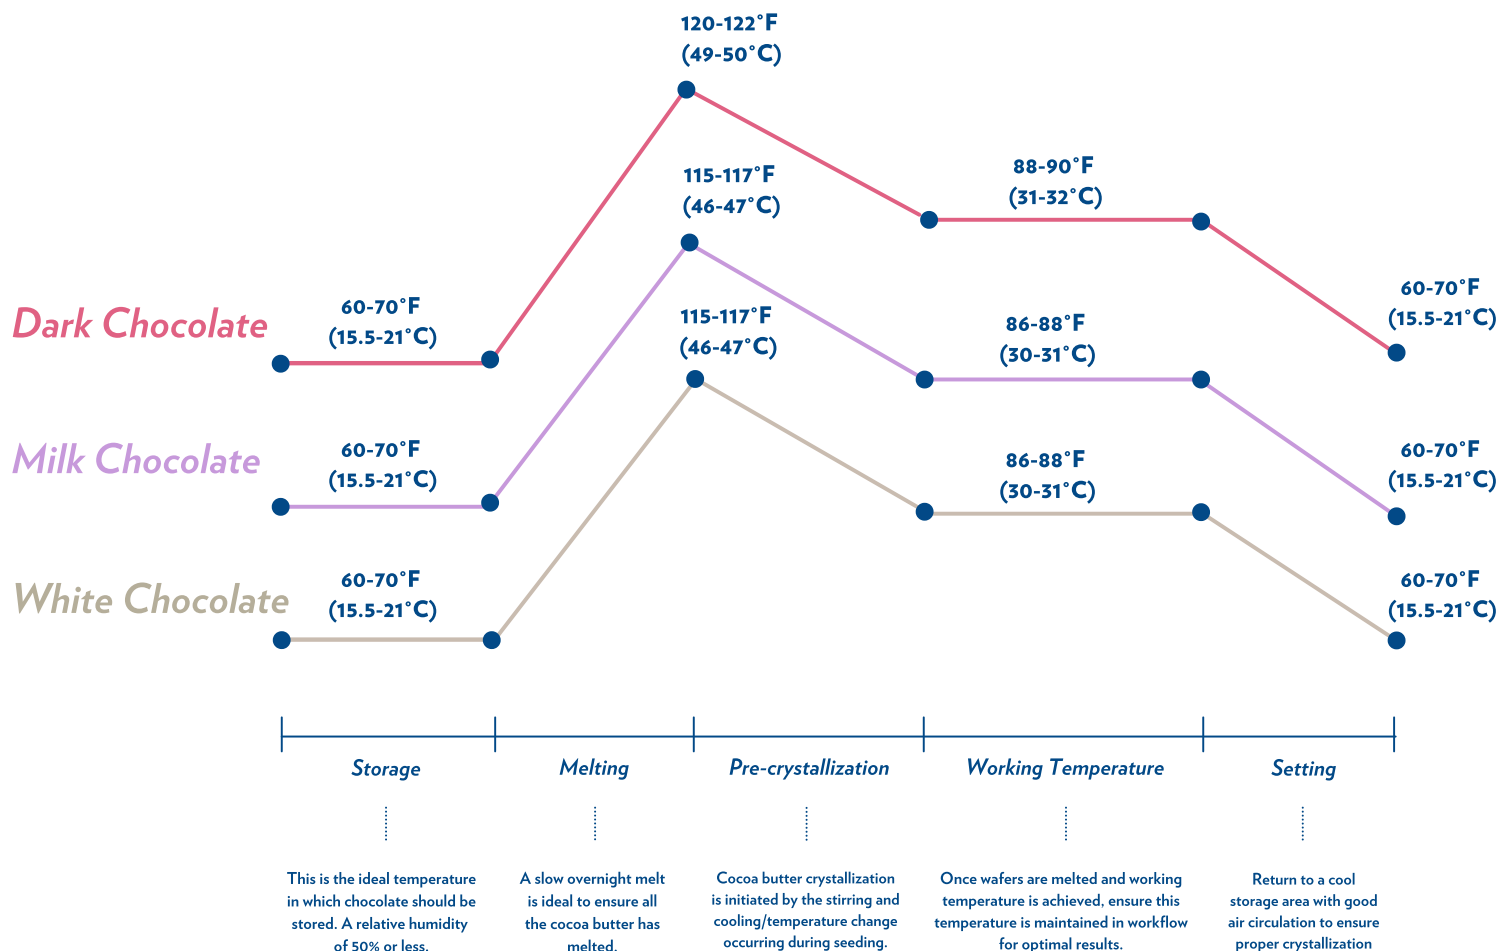 120-122°F
(49-50°C)
88-90°F
(31-32°C)
60-70°F
(15.5-21°C)
60-70°F
(15.5-21°C)
Dark Chocolate
115-117°F
(46-47°C)
86-88°F
(30-31°C)
60-70°F
(15.5-21°C)
60-70°F
(15.5-21°C)
Milk Chocolate
115-117°F
(46-47°C)
86-88°F
(30-31°C)
60-70°F
(15.5-21°C)
60-70°F
(15.5-21°C)
White Chocolate
Storage
Melting
Pre-crystallization
Working Temperature
Setting
This is the ideal temperature
in which chocolate should be
stored. A relative humidity
of 50% or less.
A slow overnight melt
is ideal to ensure all
the cocoa butter has
melted.
Cocoa butter crystallization
is initiated by the stirring and
cooling/temperature change
occurring during seeding.
Once wafers are melted and working
temperature is achieved, ensure this
temperature is maintained in workflow
for optimal results.
Return to a cool
storage area with good
air circulation to ensure
proper crystallization